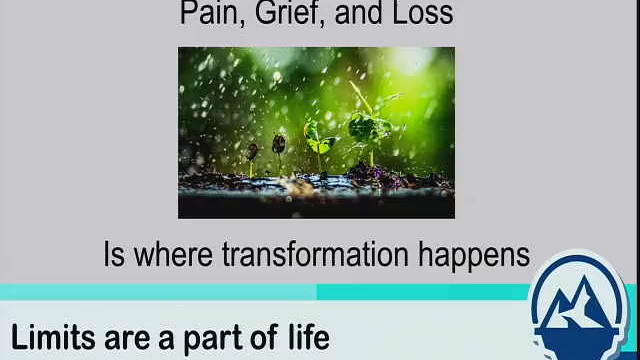 Pain, Grief, and Loss
Is where transformation happens
Limits are a part of life